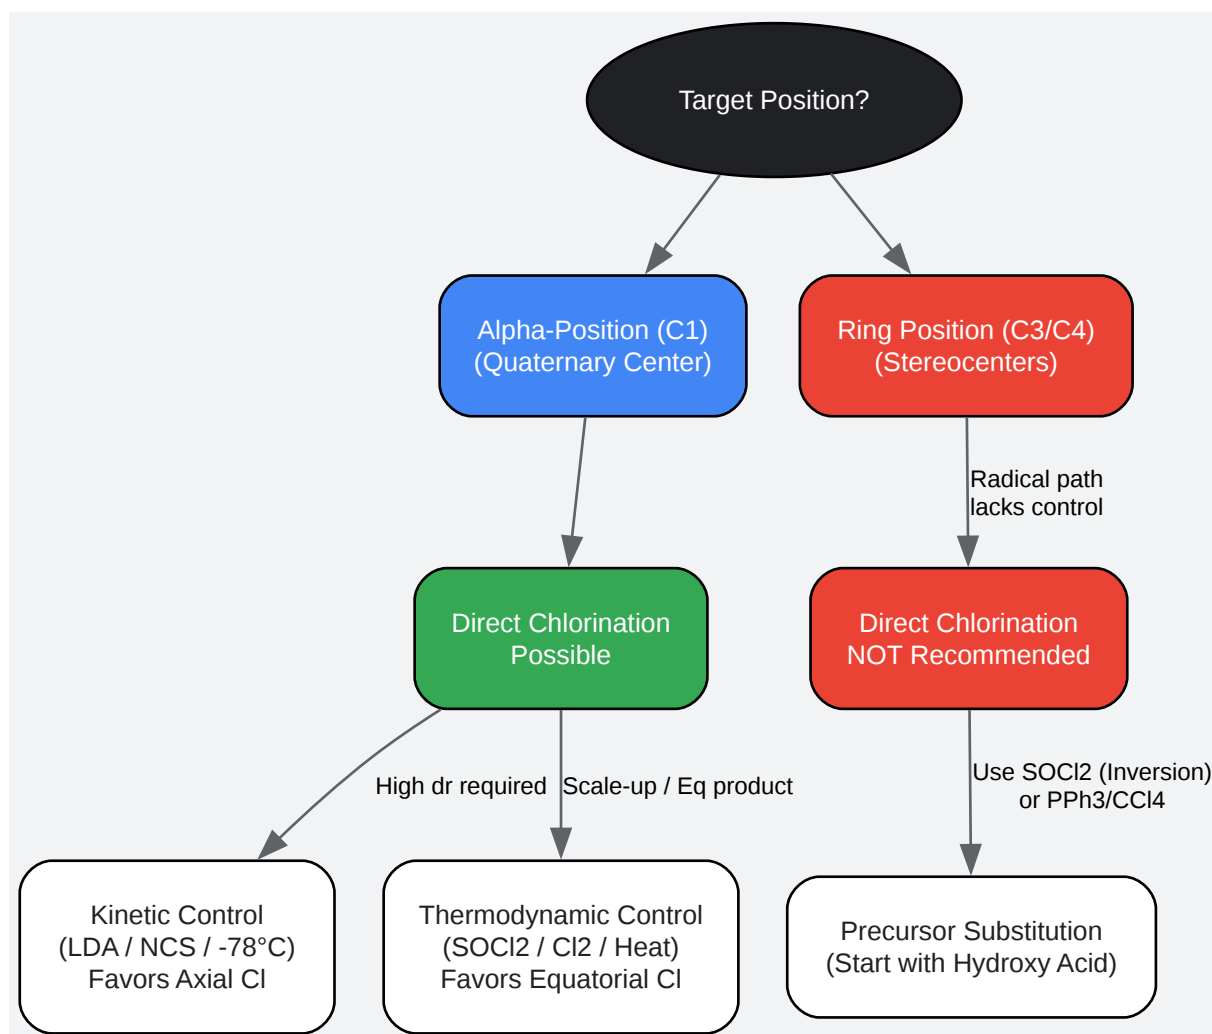 Target Position?
Alpha-Position (C1)
(Quaternary Center)
Ring Position (C3/C4)
(Stereocenters)
Radical path
lacks control
Direct Chlorination
Possible
Direct Chlorination
NOT Recommended
High dr required
Scale-up / Eq product
Use SOCl2 (Inversion)
or PPh3/CCl4
Kinetic Control
(LDA / NCS / -78°C)
Favors Axial Cl
Thermodynamic Control
(SOCl2 / Cl2 / Heat)
Favors Equatorial Cl
Precursor Substitution
(Start with Hydroxy Acid)